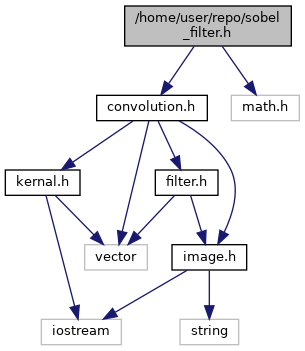 /home/user/repo/sobel
_filter.h
convolution.h
math.h
kernal.h
filter.h
vector
image.h
iostream
string